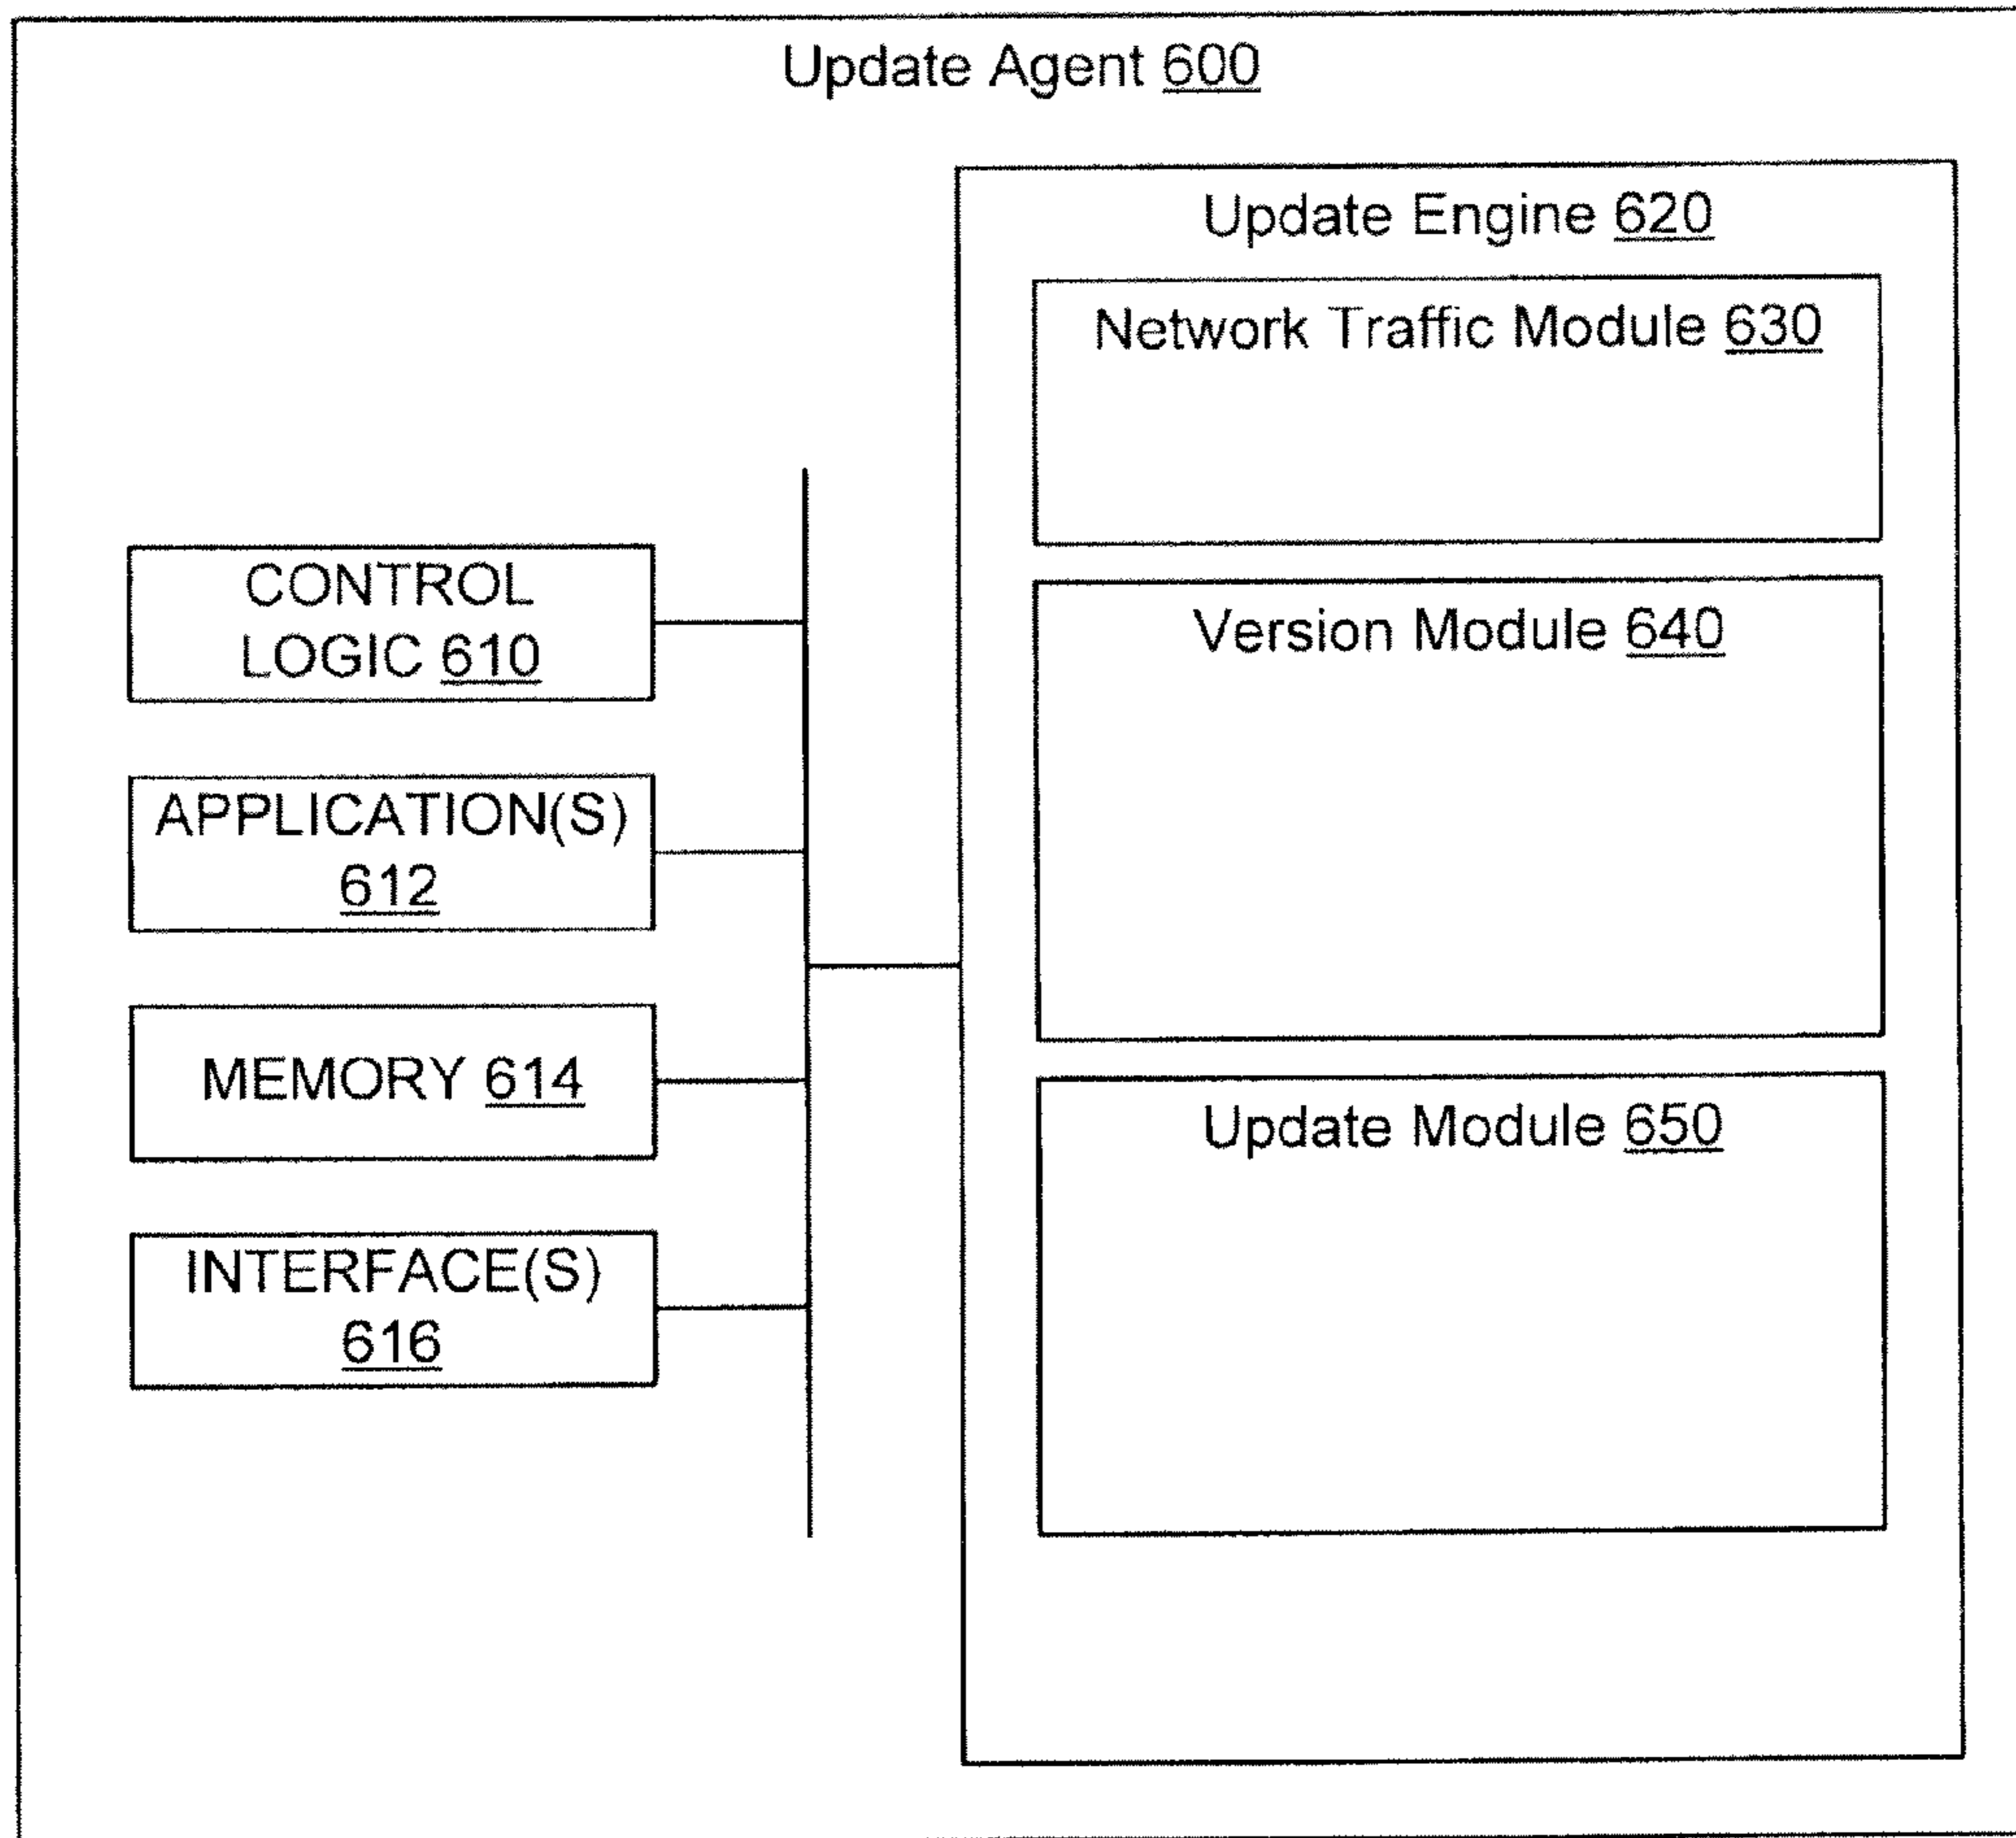 Update Agent 600
Update Engine 620
Network Traffic Module 630
Version Module 640
Update Module 650
CONTROL
LOGIC 610
APPLICATION(S)
612
MEMORY 614
INTERFACE(S)
616